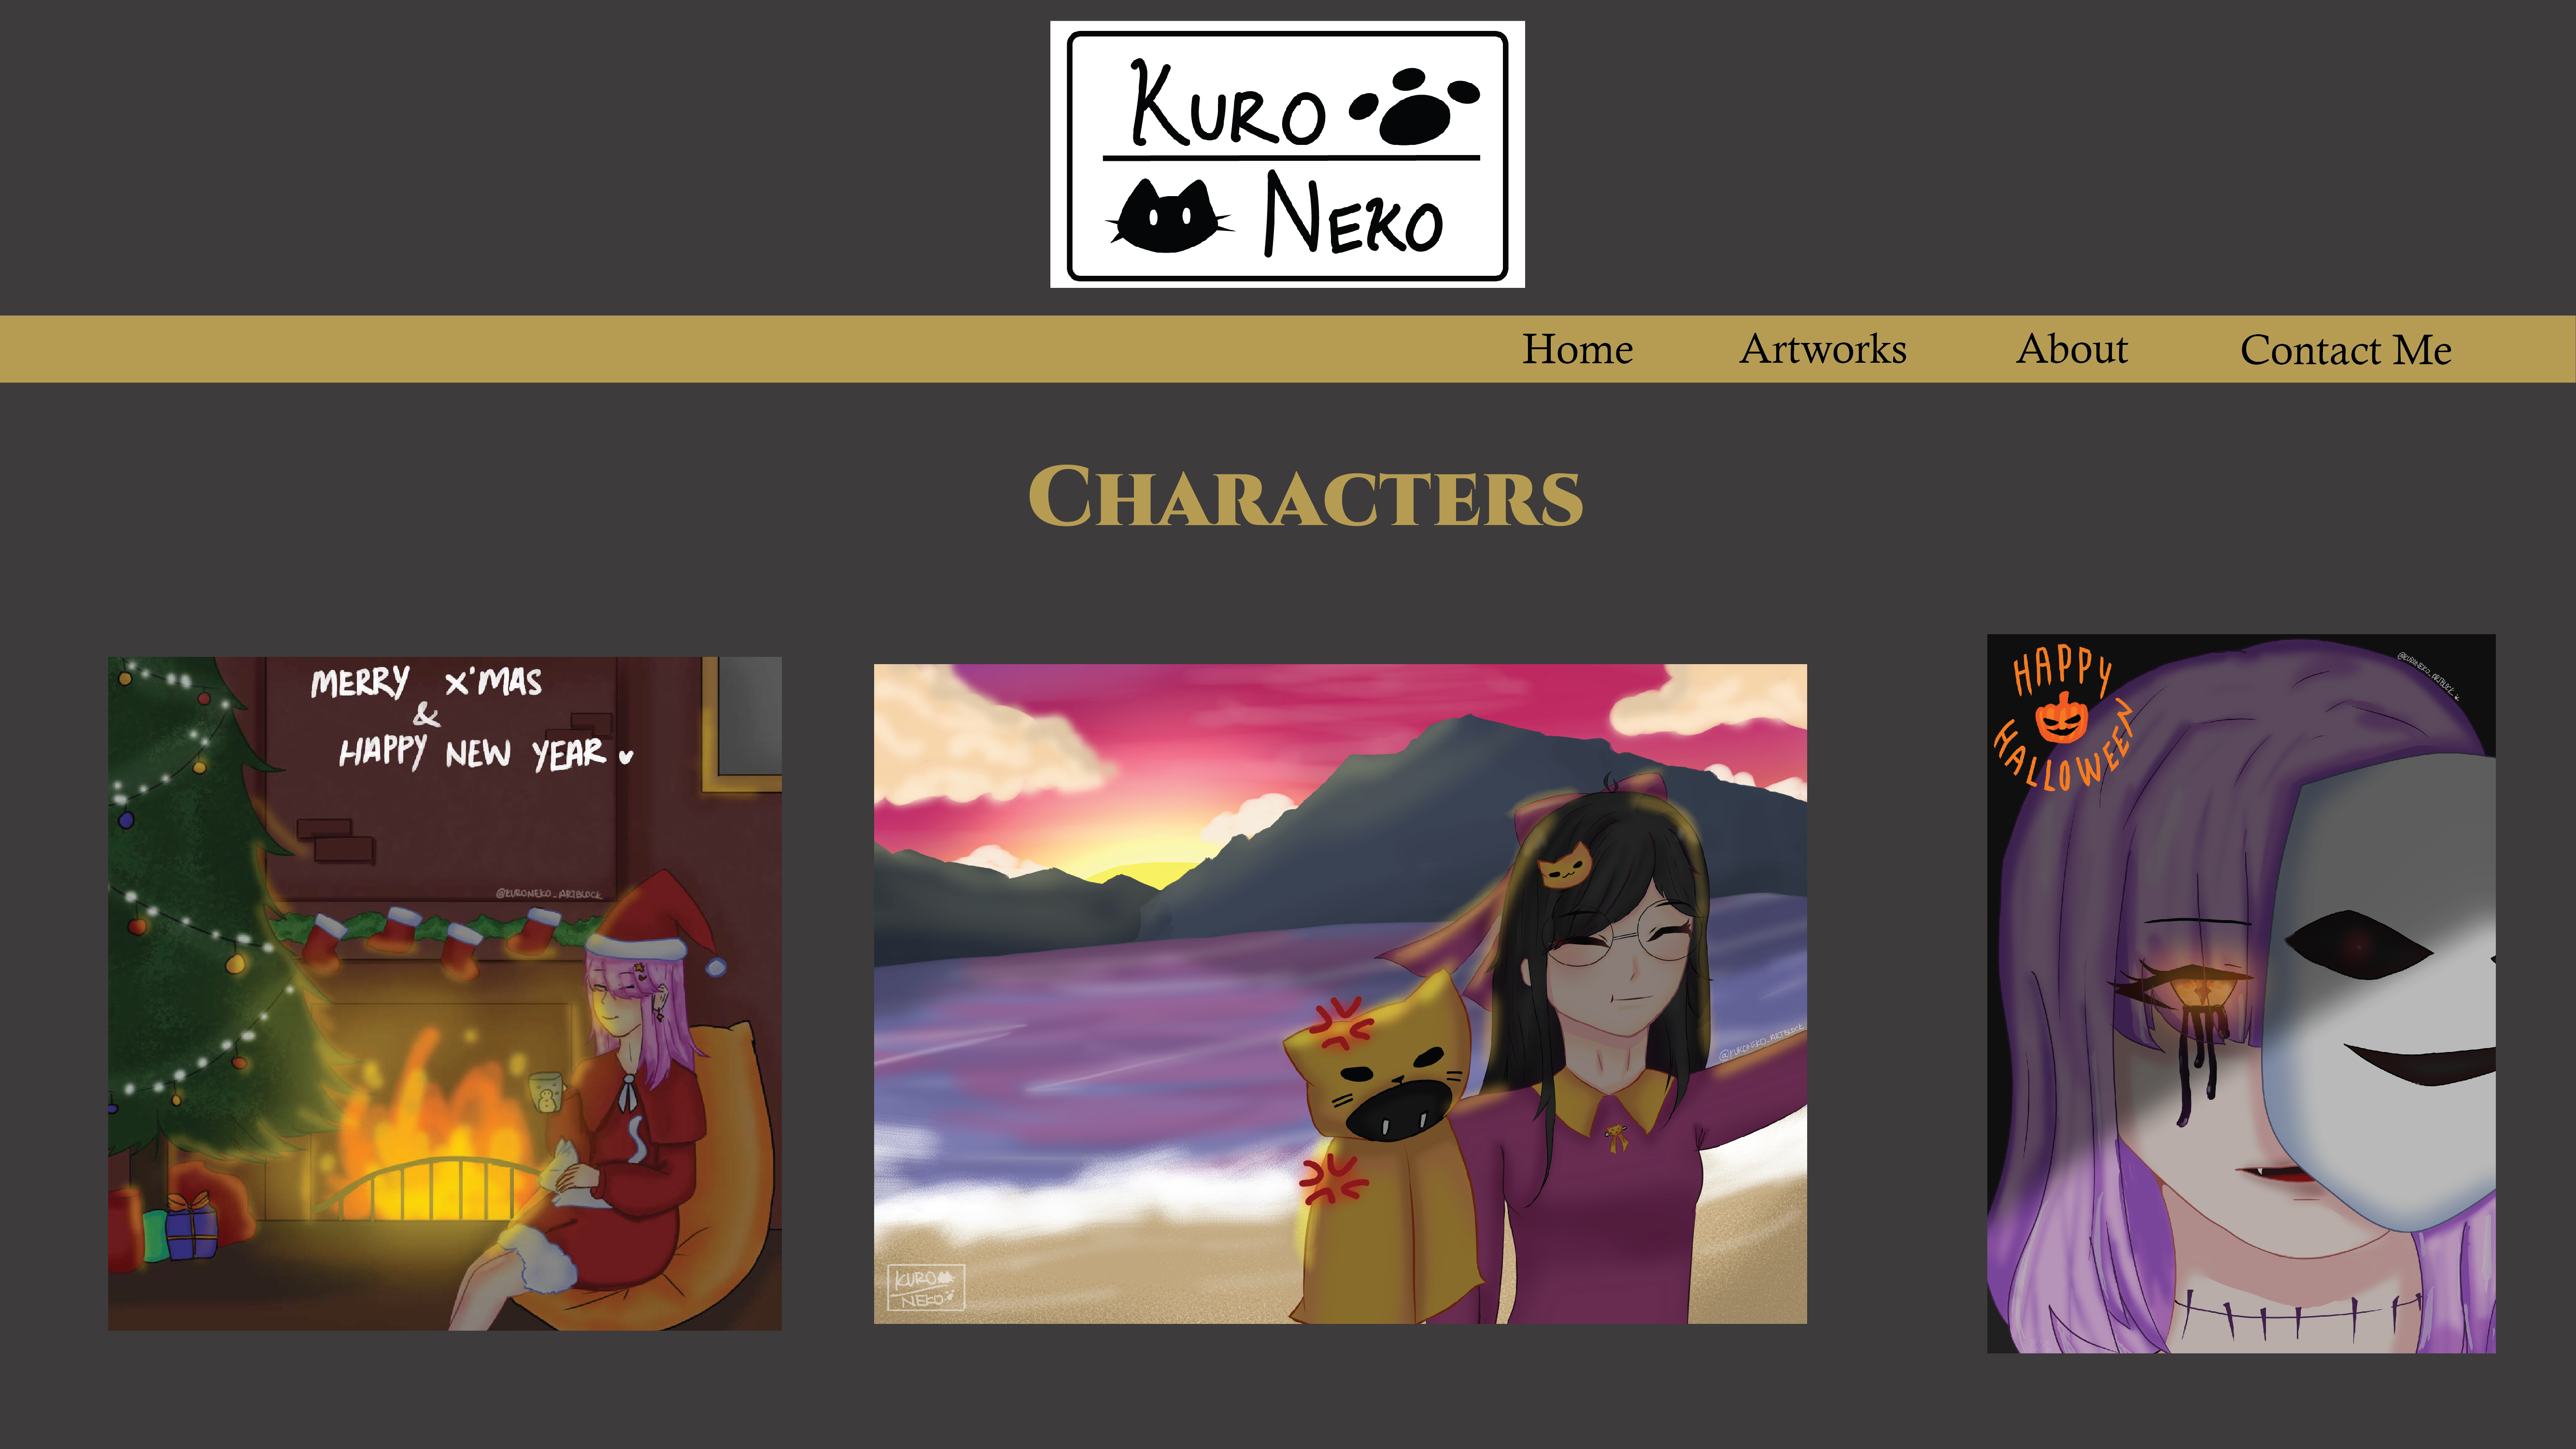 KURO
NEKO
Home
Artworks
About
Contact Me
CHARACTERS
MERRY X'MAS
&
HAPPY NEW YEAR
@KURONEKO_ARTBLOCK
@KURONEKO_ARTBLOCK
KURO
NEKO
HAPPY
HALLOWEEN
@KURONEKO_ARTBLOCK